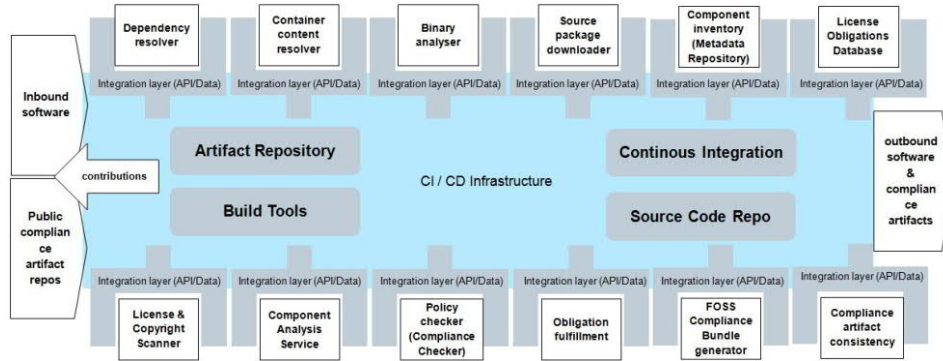 Dependency
resolver
Container
content
resolver
Binary
analyser
Source
package
downloader
Component
inventory
(Metadata
Repository)
License
Obligations
Database
Integration layer (API/Data)
Integration layer (API/Data)
Integration layer (API/Data)
Integration layer (API/Data)
Integration layer (API/Data)
Integration layer (API/Data)
Inbound
software
contributions
Public
complian
ce
artifact
repos
Artifact Repository
Build Tools
CI / CD Infrastructure
Continous Integration
Source Code Repo
outbound
software
&
complian
ce
artifacts
Integration layer (API/Data)
Integration layer (API/Data)
Integration layer (API/Data)
Integration layer (API/Data)
Integration layer (API/Data)
Integration layer (API/Data)
License &
Copyright
Scanner
Component
Analysis
Service
Policy
checker
(Compliance
Checker)
Obligation
fulfillment
FOSS
Compliance
Bundle
generator
Compliance
artifact
consistency